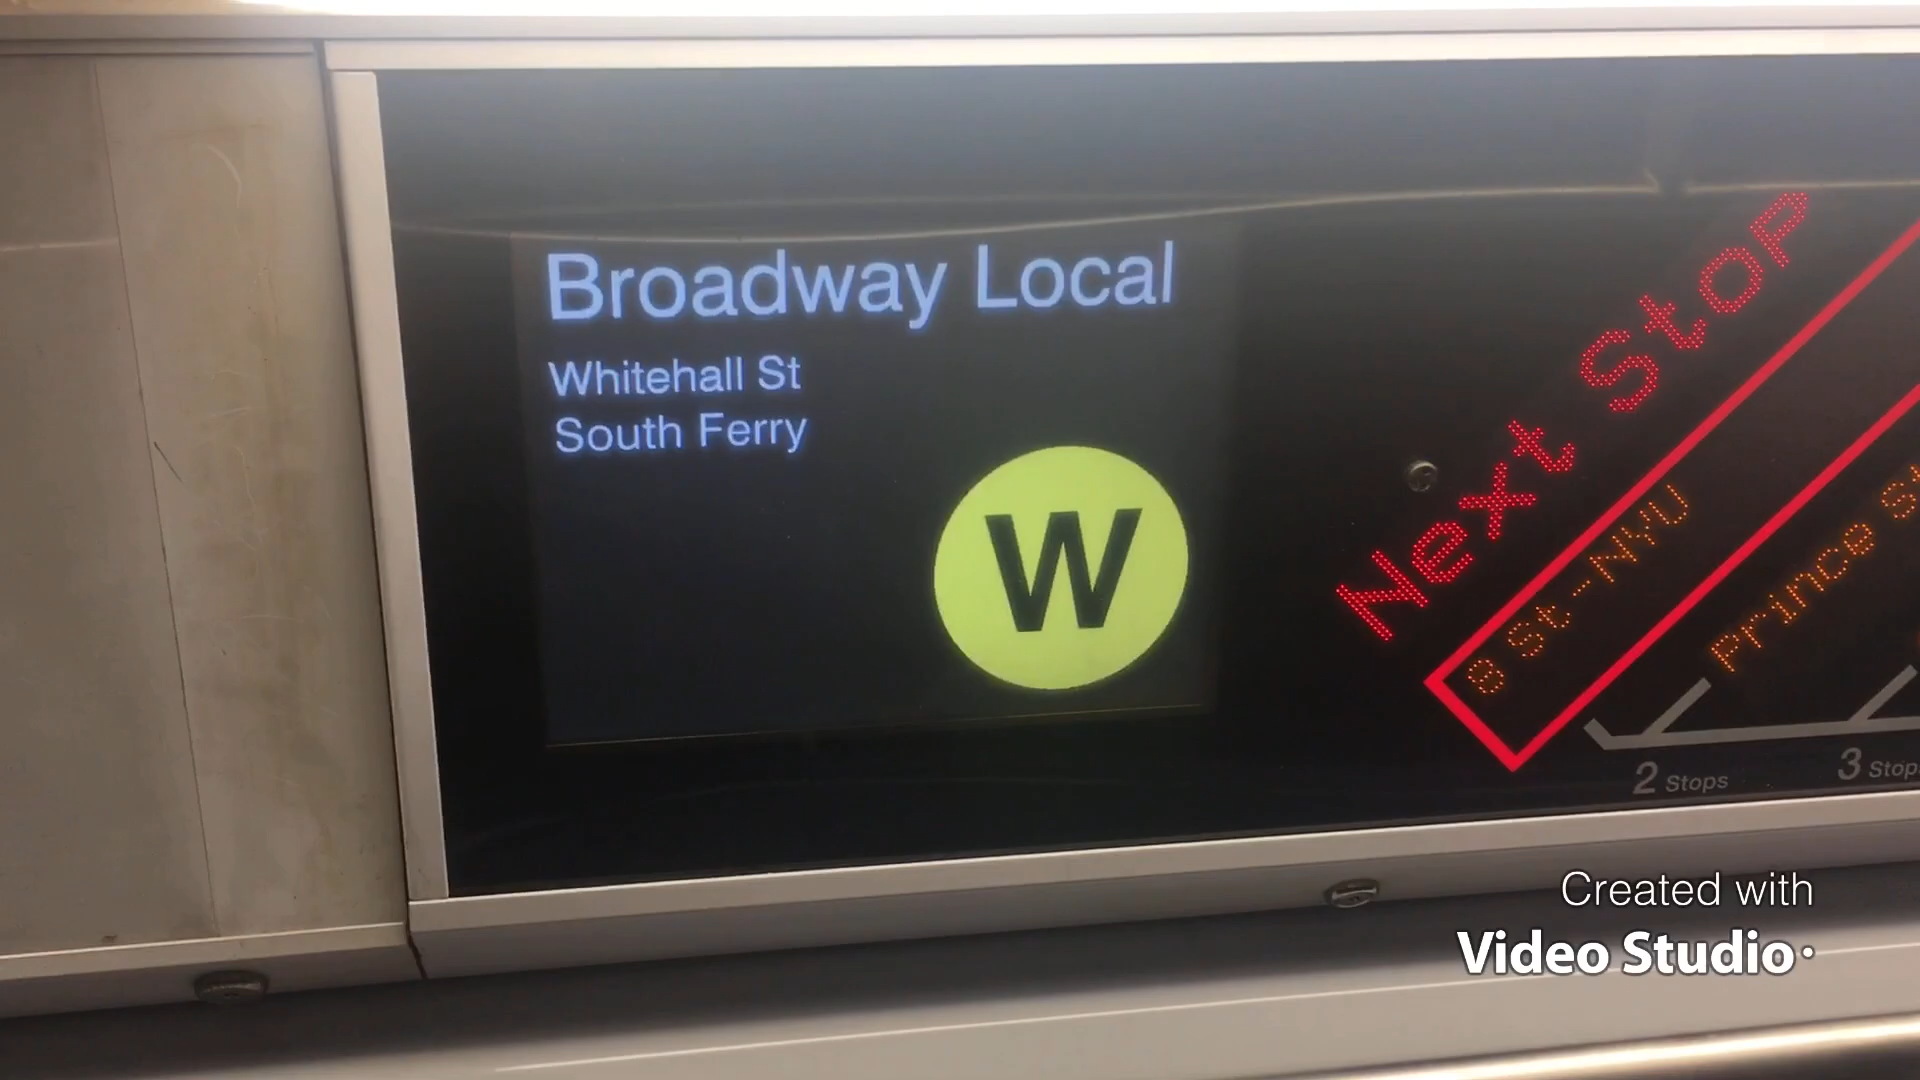 Broadway Local
Whitehall St
South Ferry
W
Next Stop
8 St-NYU
Prince St
2 Stops
3 Stops
Created with
Video Studio